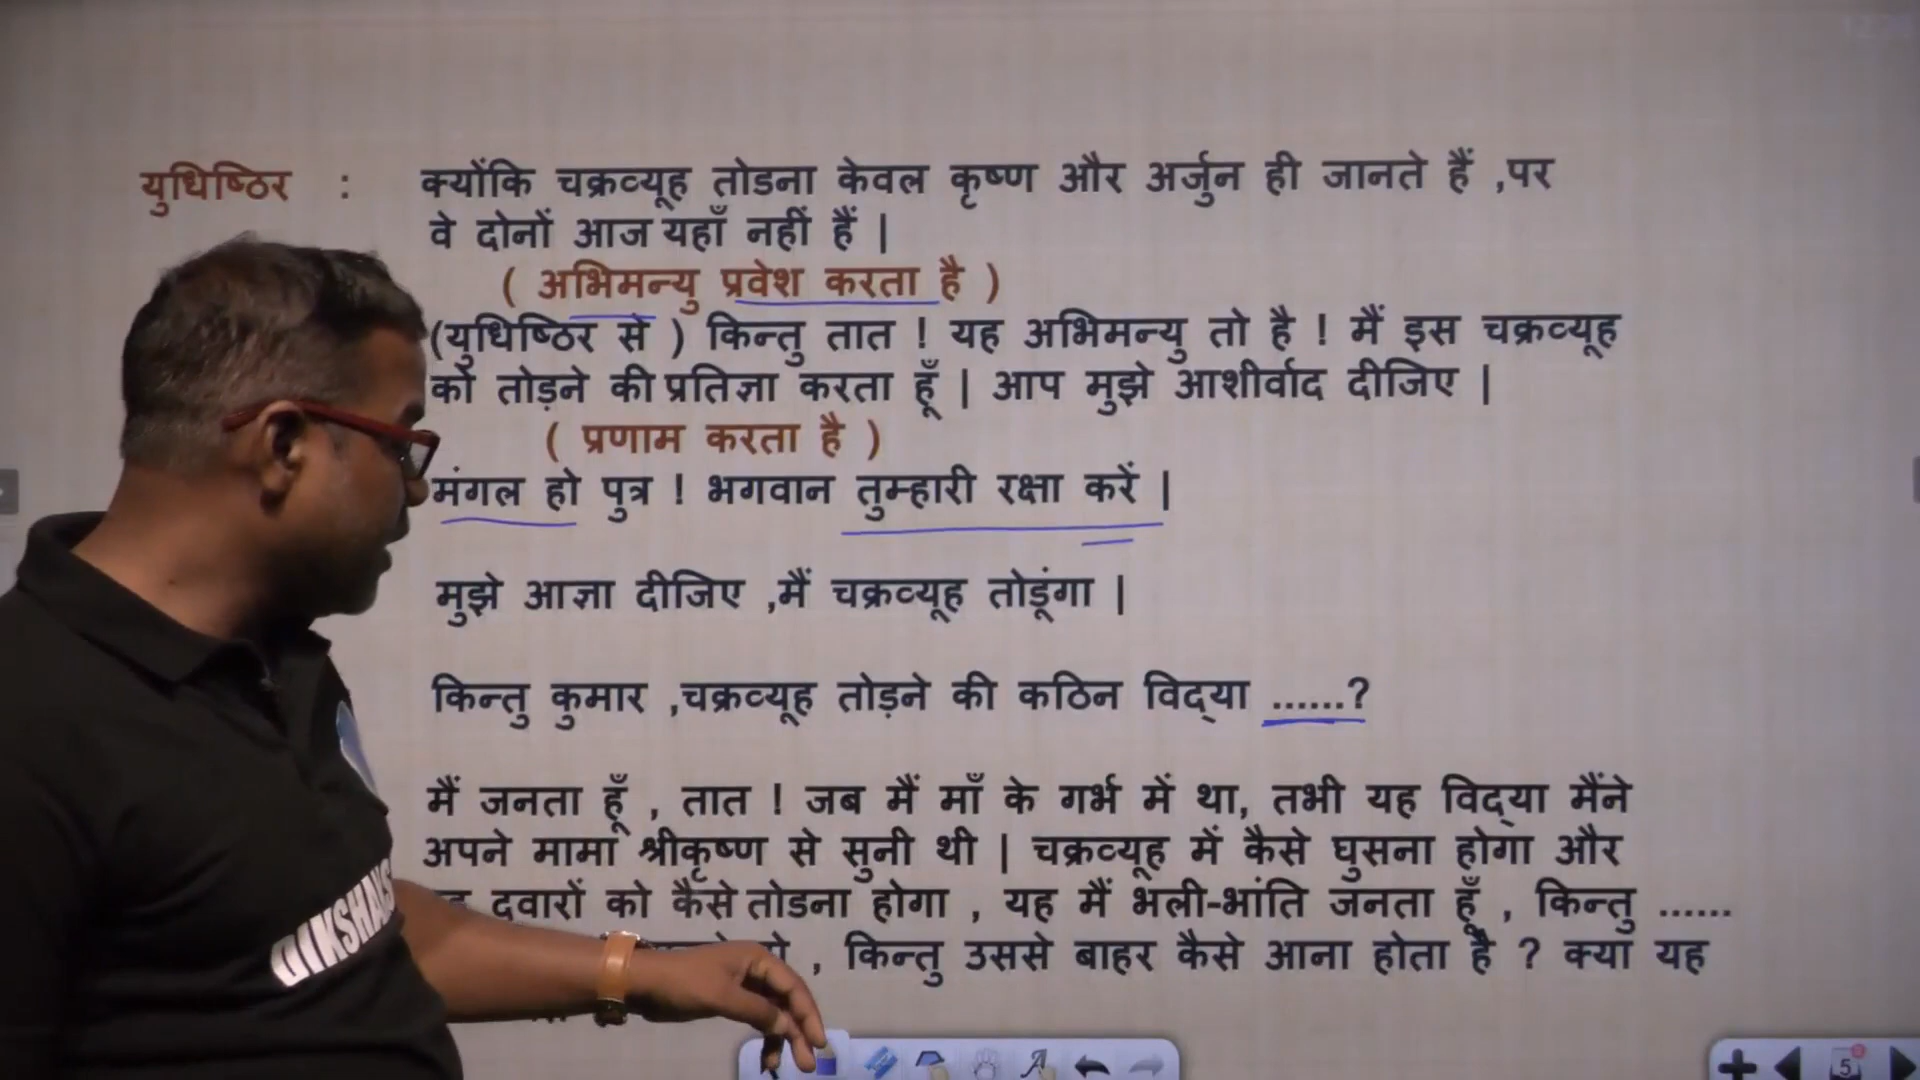 युधिष्ठिर : क्योंकि चक्रव्यूह तोडना केवल कृष्ण और अर्जुन ही जानते हैं ,पर
वे दोनों आज यहाँ नहीं हैं |
( अभिमन्यु प्रवेश करता है )
(युधिष्ठिर से ) किन्तु तात ! यह अभिमन्यु तो है ! मैं इस चक्रव्यूह
को तोड़ने की प्रतिज्ञा करता हूँ | आप मुझे आशीर्वाद दीजिए |
( प्रणाम करता है )
मंगल हो पुत्र ! भगवान तुम्हारी रक्षा करें |
मुझे आज्ञा दीजिए ,मैं चक्रव्यूह तोडूंगा |
किन्तु कुमार ,चक्रव्यूह तोड़ने की कठिन विद्‌या ......?
मैं जनता हूँ , तात ! जब मैं माँ के गर्भ में था, तभी यह विद्‌या मैंने
अपने मामा श्रीकृष्ण से सुनी थी | चक्रव्यूह में कैसे घुसना होगा और
दवारों को कैसे तोडना होगा , यह मैं भली-भांति जनता हूँ , किन्तु ......
, किन्तु उससे बाहर कैसे आना होता है ? क्या यह
DIKSHANS
5